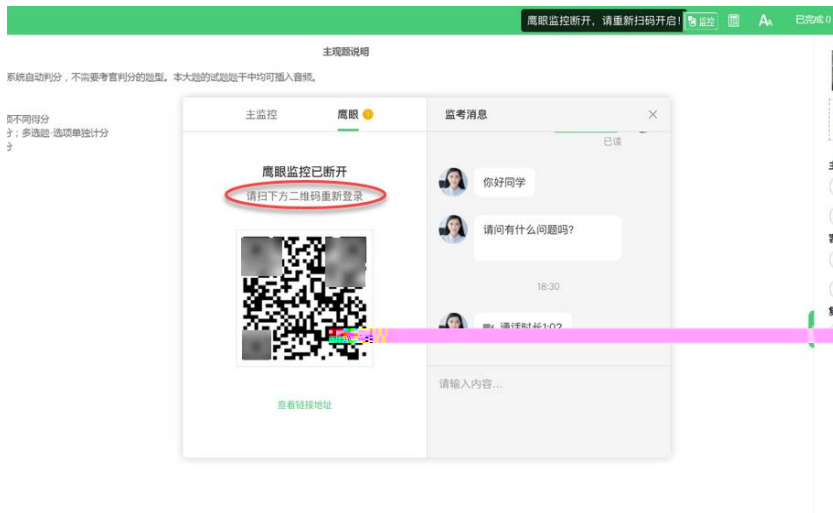 鹰眼监控断开，请重新扫码开启！
监控
已完成 0
主观题说明
系统自动判分，不需要考官判分的题型。本大题的试题题干中均可插入音频。
项不同得分
分；多选题·选项单独计分
分
主监控
鹰眼
监考消息
已读
鹰眼监控已断开
请扫下方二维码重新登录
你好同学
请问有什么问题吗？
18:30
通话时长1:02
请输入内容...
查看链接地址